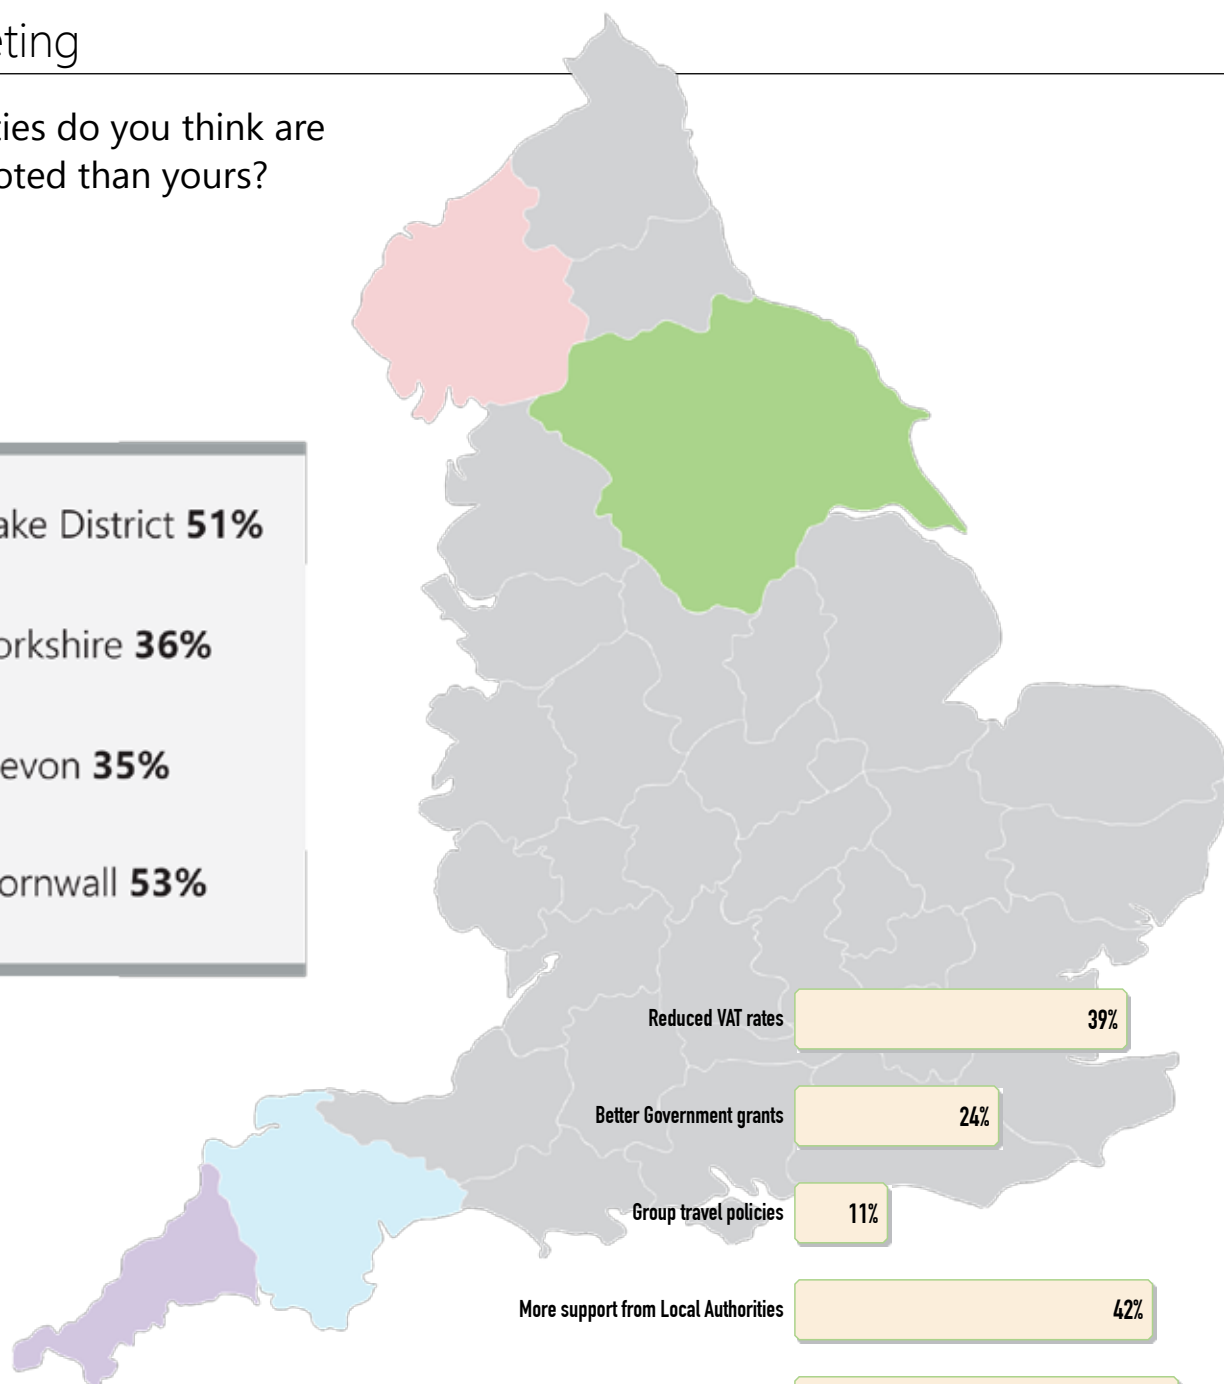 eting
ties do you think are
oted than yours?
ake District 51%
orkshire 36%
evon 35%
ornwall 53%
Reduced VAT rates 39%
Better Government grants 24%
Group travel policies 11%
More support from Local Authorities 42%